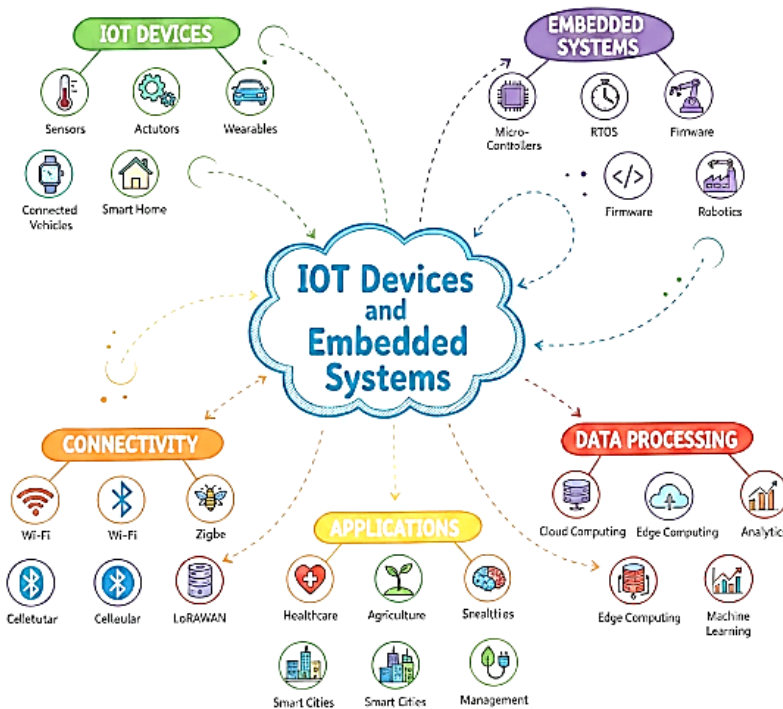 IOT DEVICES
Sensors
Actutors
Wearables
Connected
Vehicles
Smart Home
EMBEDDED
SYSTEMS
Micro-
Controllers
RTOS
Fimware
Firmware
Robotics
IOT Devices
and
Embedded
Systems
CONNECTIVITY
Wi-Fi
Wi-Fi
Zigbe
Celletutar
Celleular
LoRAWAN
APPLICATIONS
Healthcare
Agriculture
Snealtties
Smart Cities
Smart Cities
Management
DATA PROCESSING
Cloud Computing
Edge Computing
Analytic
Edge Computing
Machine
Learning